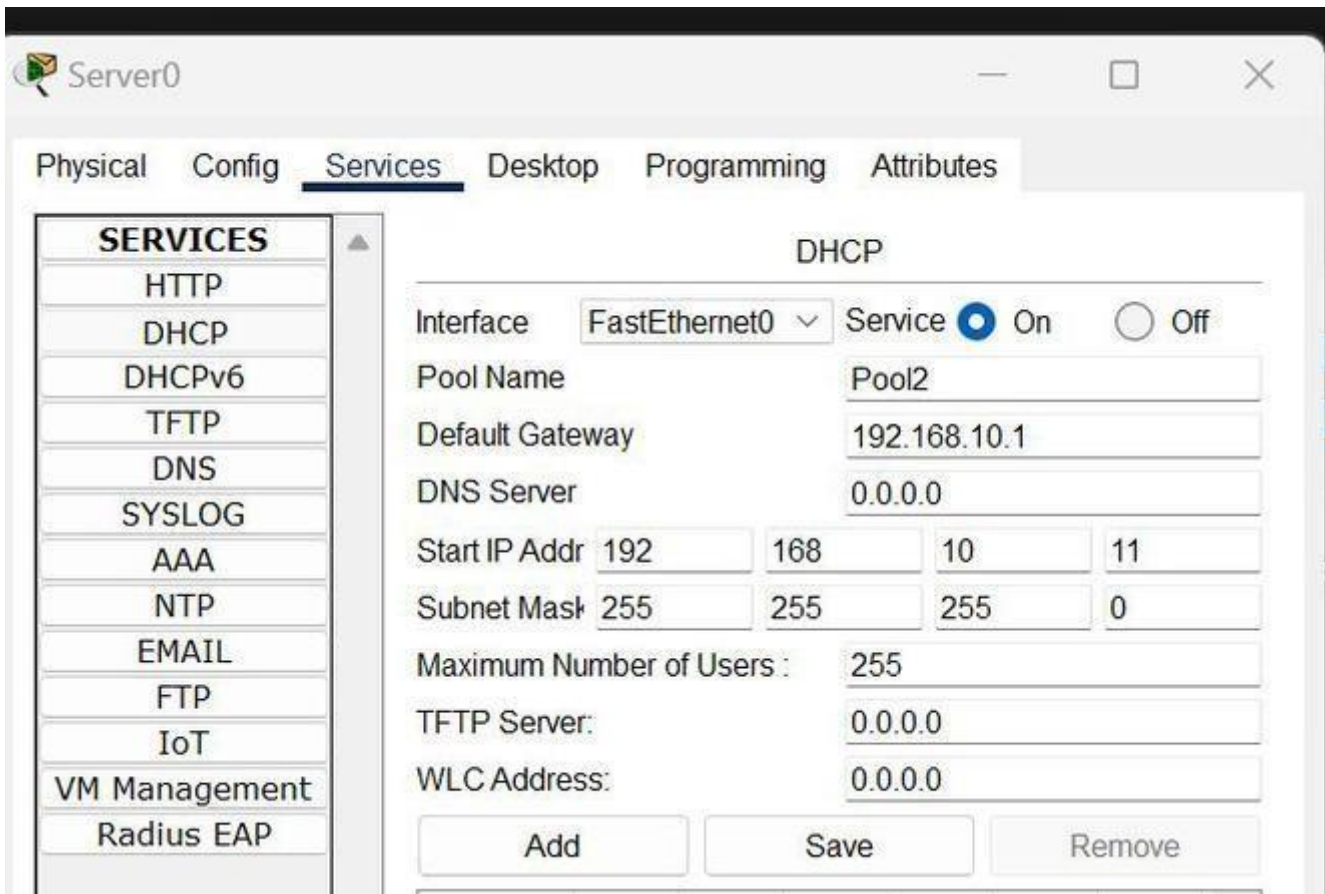 Server0
Physical Config Services Desktop Programming Attributes
SERVICES
HTTP
DHCP
DHCPv6
TFTP
DNS
SYSLOG
AAA
NTP
EMAIL
FTP
IoT
VM Management
Radius EAP
DHCP
Interface FastEthernet0 Service On Off
Pool Name Pool2
Default Gateway 192.168.10.1
DNS Server 0.0.0.0
Start IP Addr 192 168 10 11
Subnet Mask 255 255 255 0
Maximum Number of Users : 255
TFTP Server: 0.0.0.0
WLC Address: 0.0.0.0
Add Save Remove